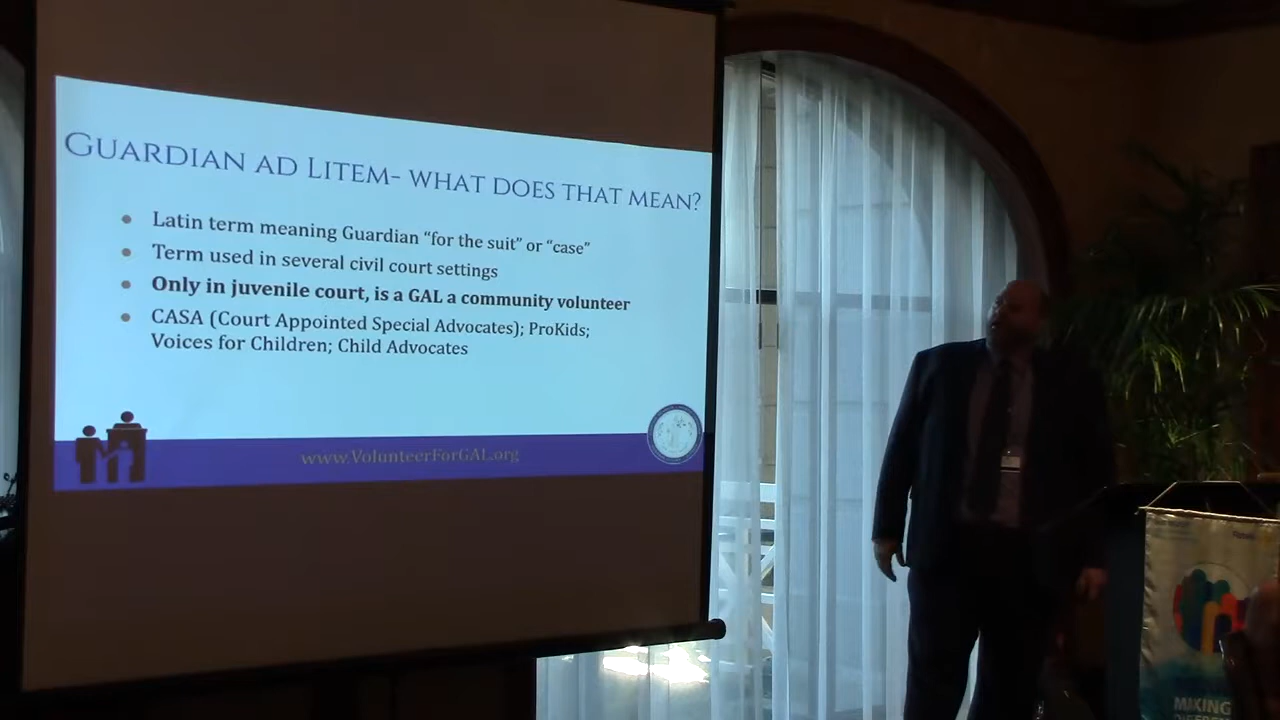 Guardian ad Litem- what does that mean?
Latin term meaning Guardian “for the suit” or “case”
Term used in several civil court settings
Only in juvenile court, is a GAL a community volunteer
CASA (Court Appointed Special Advocates); ProKids;
Voices for Children; Child Advocates
www.VolunteerForGAL.org
MAKING